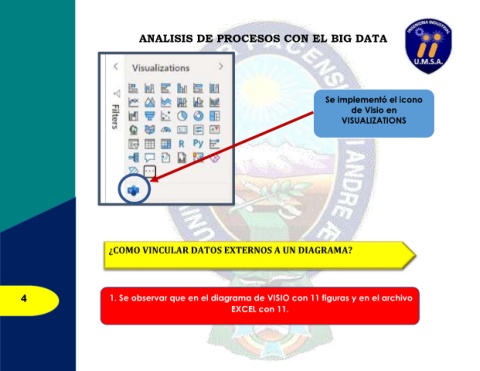 ANALISIS DE PROCESOS CON EL BIG DATA
INGENIERIA INDUSTRIAL
U.M.S.A.
Visualizations
Filters
R Py
Se implementó el icono
de Visio en
VISUALIZATIONS
¿COMO VINCULAR DATOS EXTERNOS A UN DIAGRAMA?
4
1. Se observar que en el diagrama de VISIO con 11 figuras y en el archivo
EXCEL con 11.